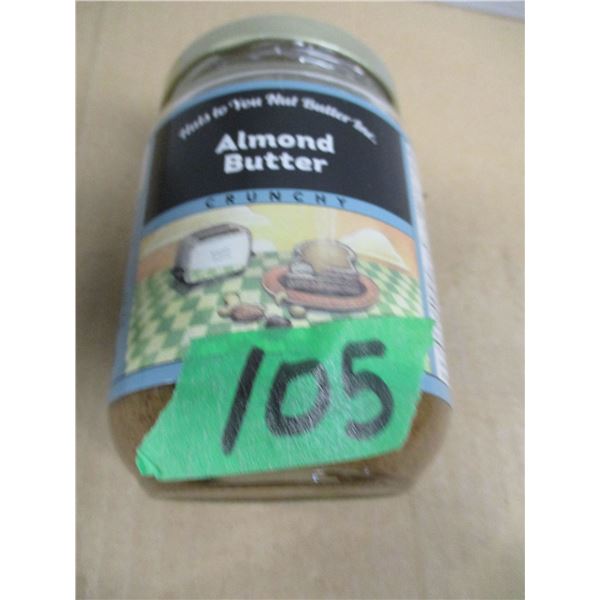 Nuts to You Nut Butter Inc.
Almond
Butter
CRUNCHY
105